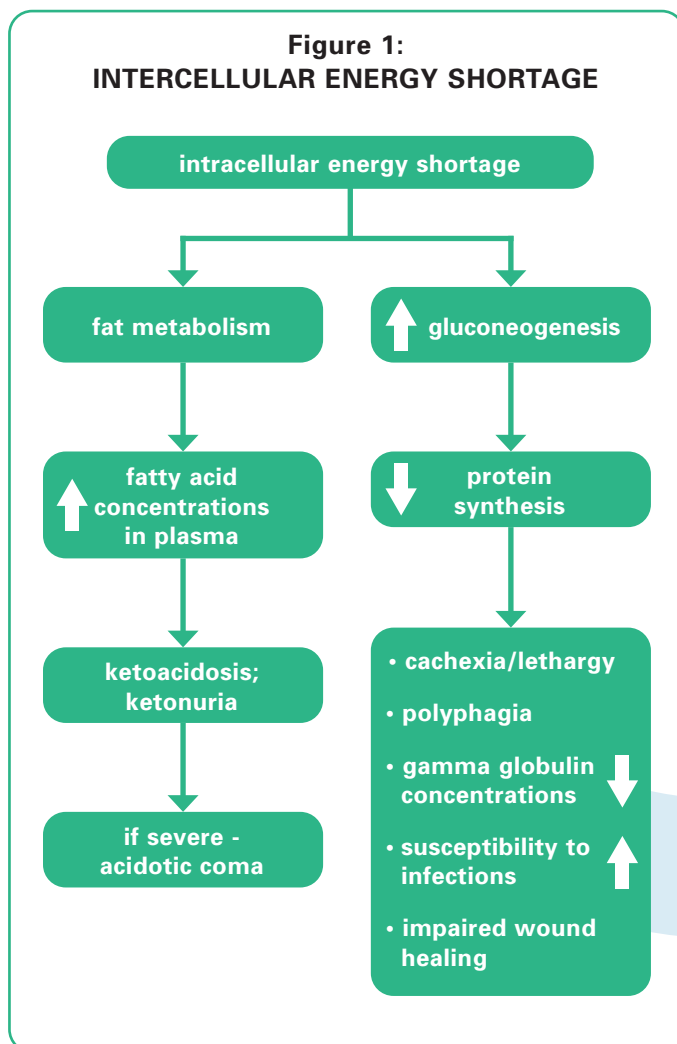 Figure 1:
INTERCELLULAR ENERGY SHORTAGE
intracellular energy shortage
fat metabolism
gluconeogenesis
fatty acid
concentrations
in plasma
protein
synthesis
ketoacidosis;
ketonuria
if severe -
acidotic coma
• cachexia/lethargy
• polyphagia
• gamma globulin
concentrations
• susceptibility to
infections
• impaired wound
healing